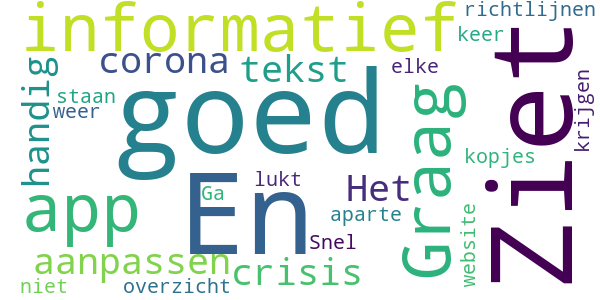 informatief
richtlijnen
keer
corona
tekst
elke
handig
staan
weer
goed
Graag
Ziet
krijgen
kopjes
En
Ga
lukt
Het
app
aparte
Snel
website
aanpassen
crisis
niet
overzicht